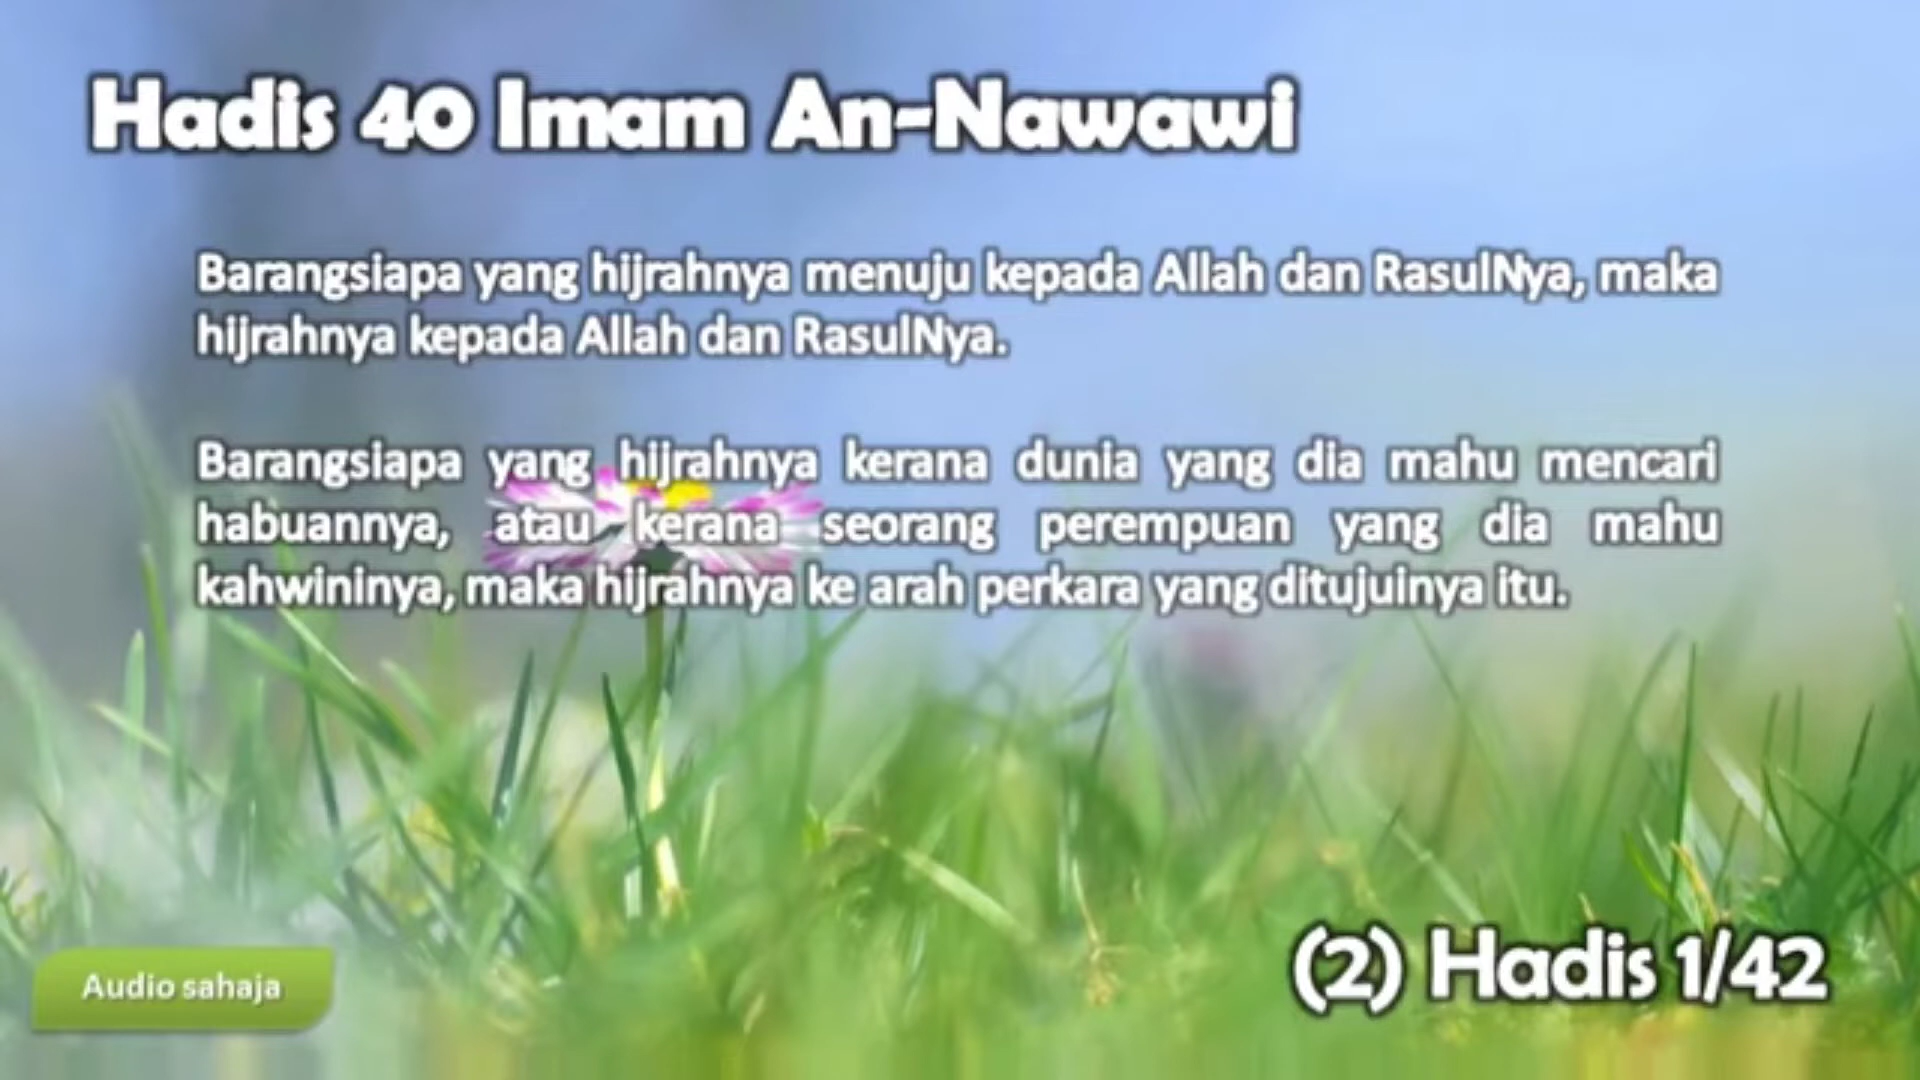 Hadis 40 Imam An-Nawawi
Barangsiapa yang hijrahnya menuju kepada Allah dan RasulNya, maka
hijrahnya kepada Allah dan RasulNya.
Barangsiapa yang hijrahnya kerana dunia yang dia mahu mencari
habuannya, atau kerana seorang perempuan yang dia mahu
kahwininya, maka hijrahnya ke arah perkara yang ditujuinya itu.
Audio sahaja
(2) Hadis 1/42